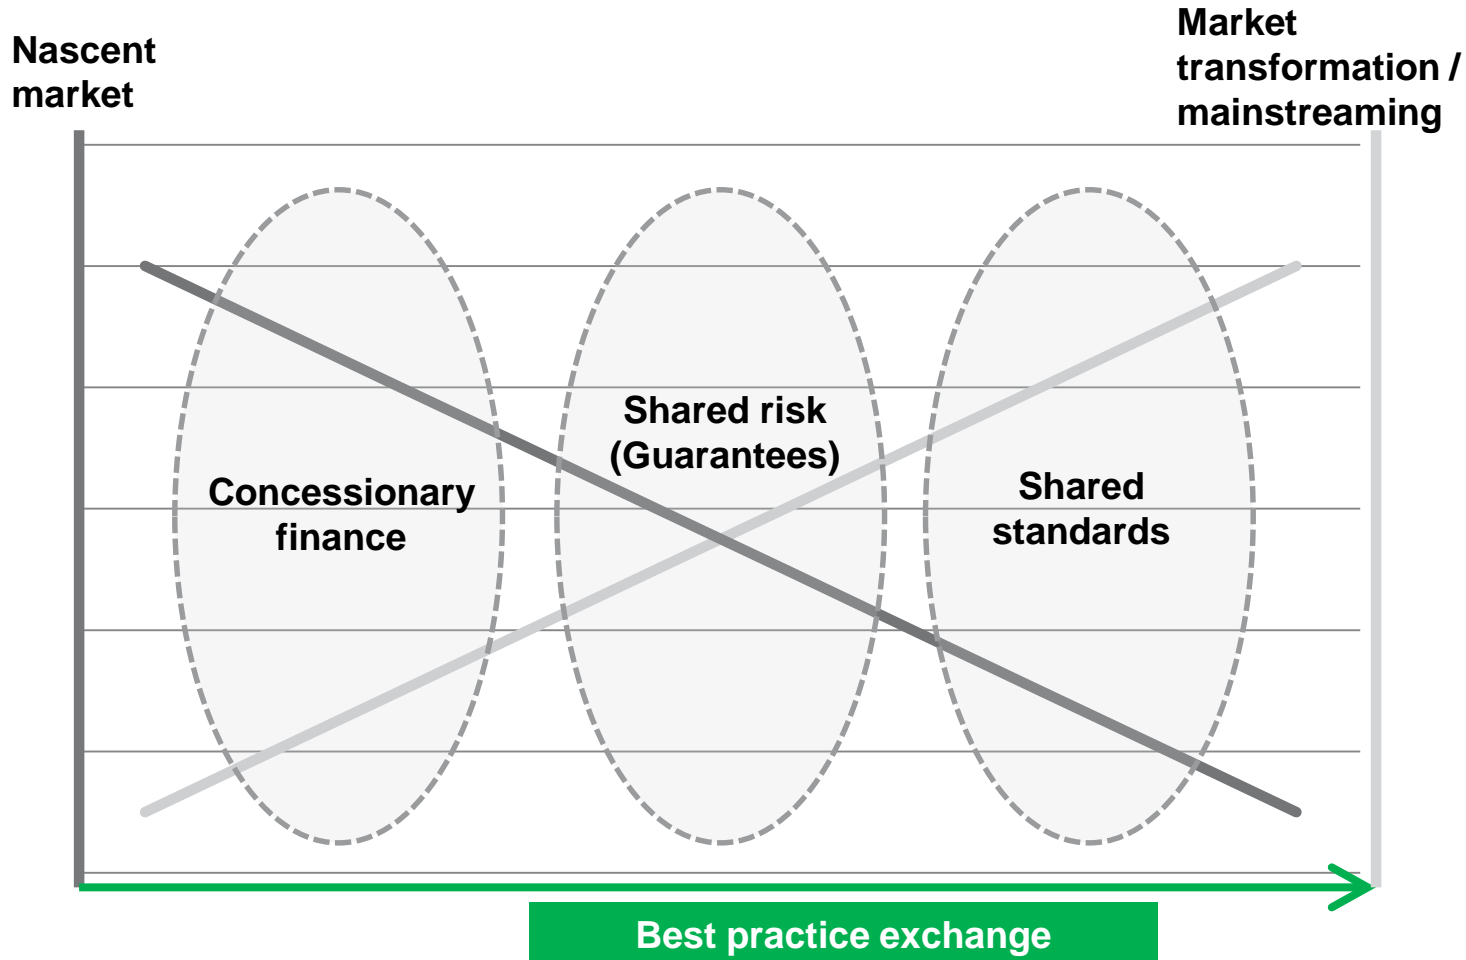 Nascent
market
Market
transformation /
mainstreaming
Concessionary
finance
Shared risk
(Guarantees)
Shared
standards
Best practice exchange